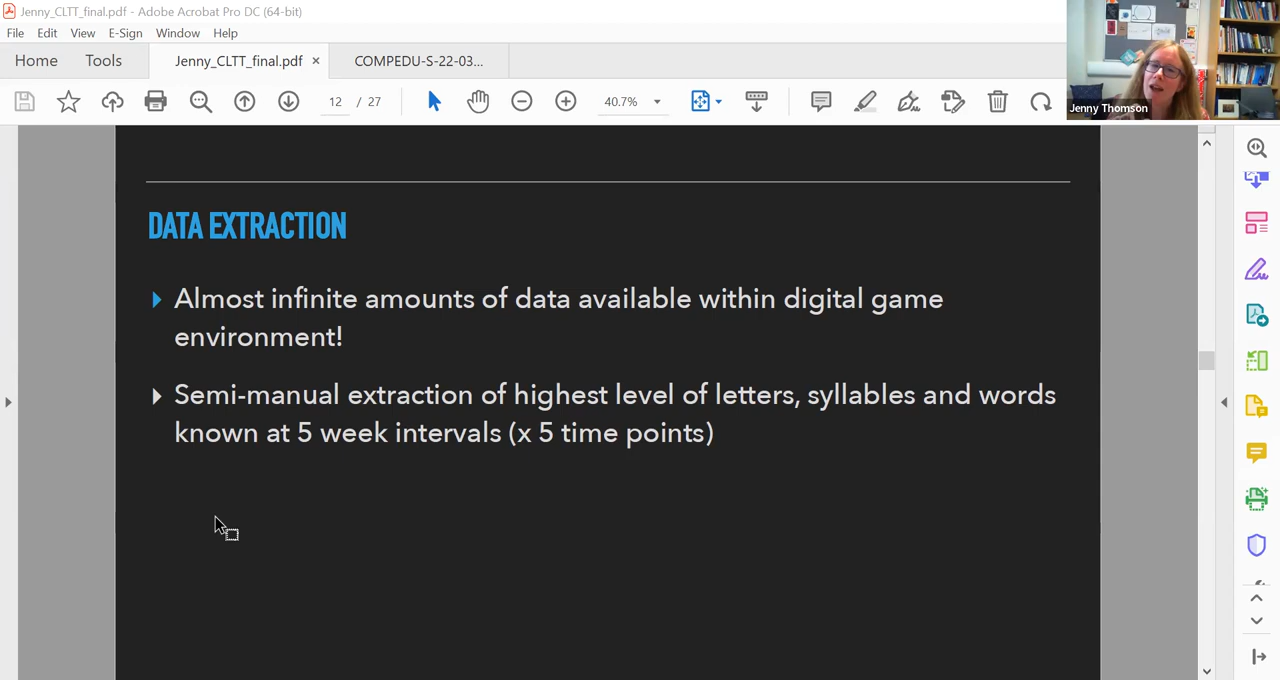 Jenny_CLTT_final.pdf - Adobe Acrobat Pro DC (64-bit)
File Edit View E-Sign Window Help
Home Tools Jenny_CLTT_final.pdf × COMPEDU-S-22-03...
12 / 27 40.7%
Jenny Thomson
DATA EXTRACTION
Almost infinite amounts of data available within digital game
environment!
Semi-manual extraction of highest level of letters, syllables and words
known at 5 week intervals (x 5 time points)